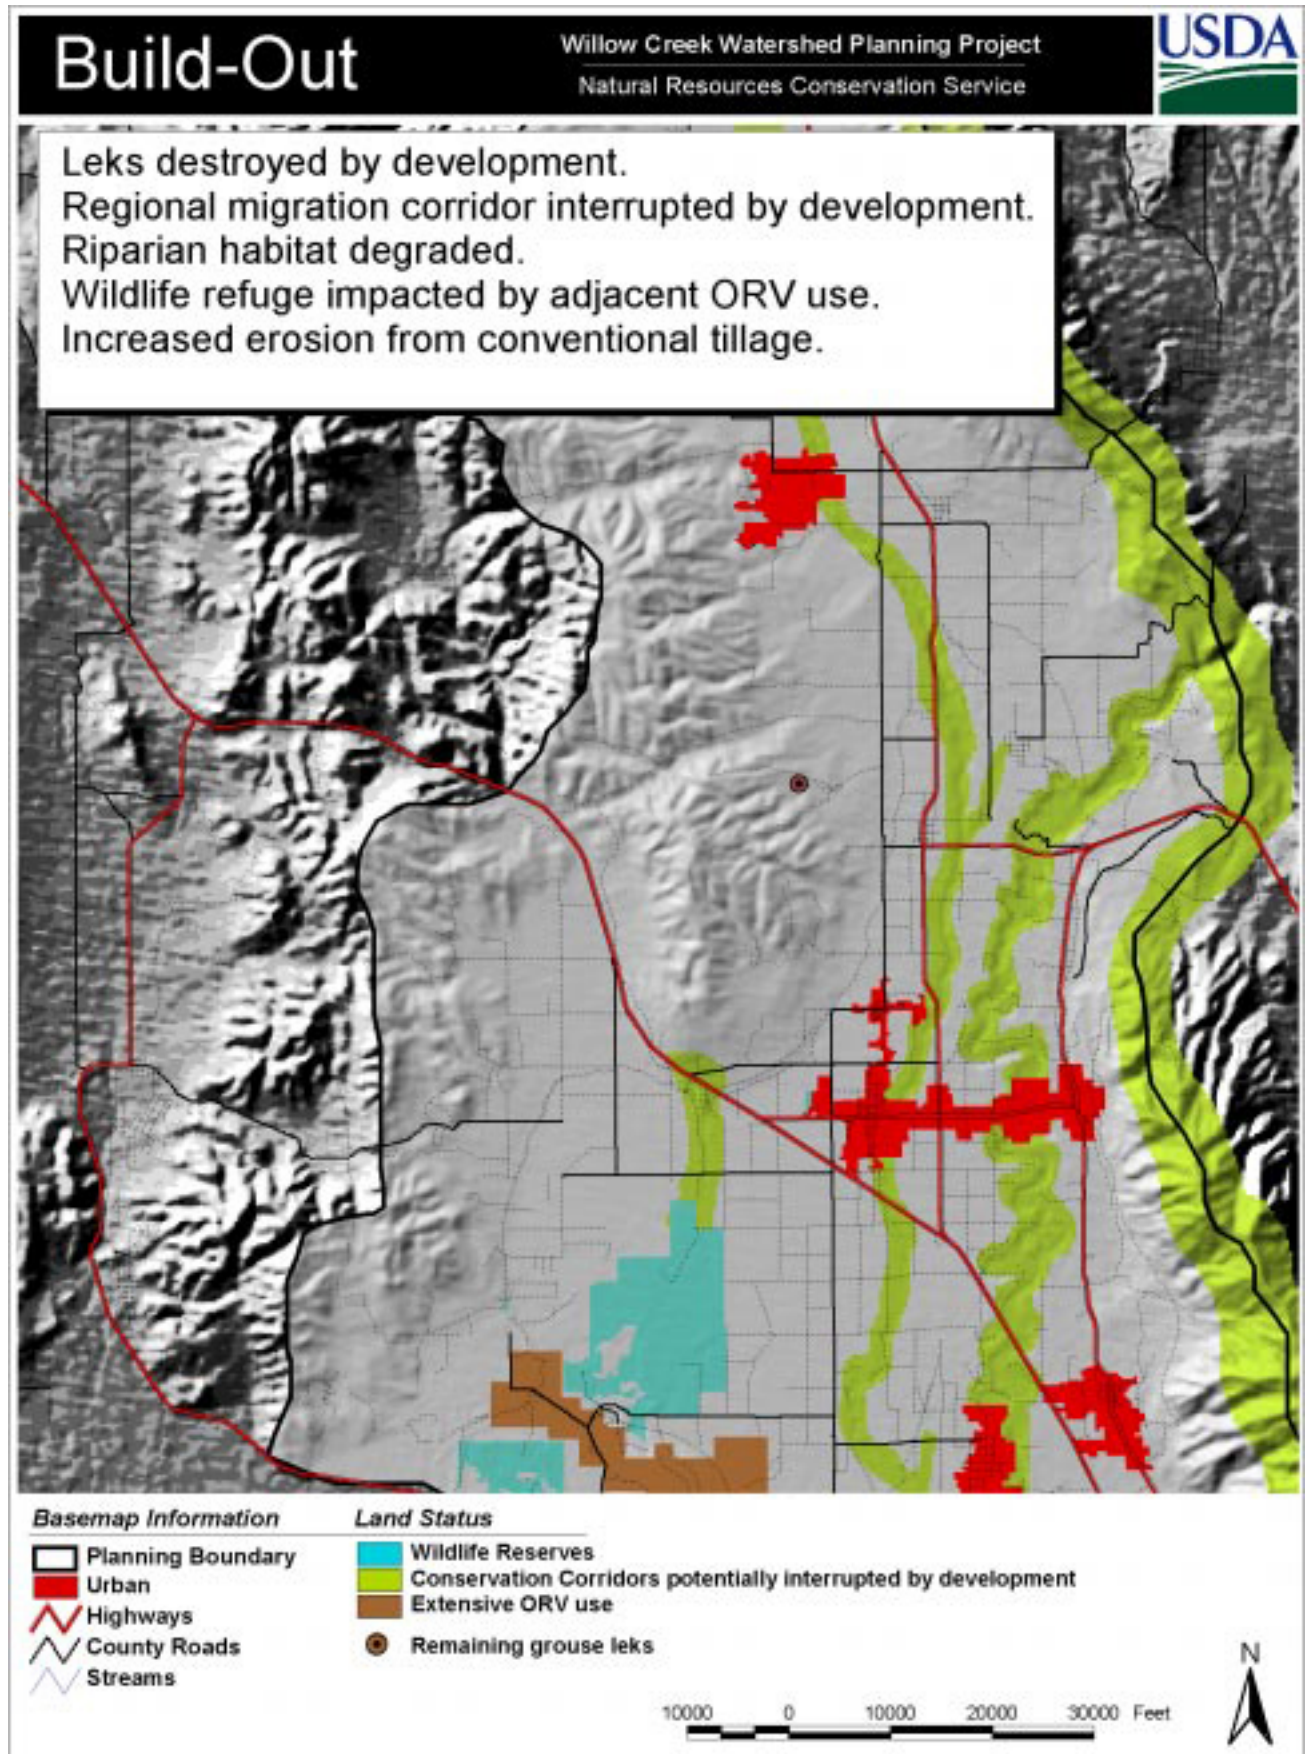 Build-Out
Willow Creek Watershed Planning Project
Natural Resources Conservation Service
USDA
Leks destroyed by development.
Regional migration corridor interrupted by development.
Riparian habitat degraded.
Wildlife refuge impacted by adjacent ORV use.
Increased erosion from conventional tillage.
Basemap Information
Planning Boundary
Urban
Highways
County Roads
Streams
Land Status
Wildlife Reserves
Conservation Corridors potentially interrupted by development
Extensive ORV use
Remaining grouse leks
N
10000 0 10000 20000 30000 Feet